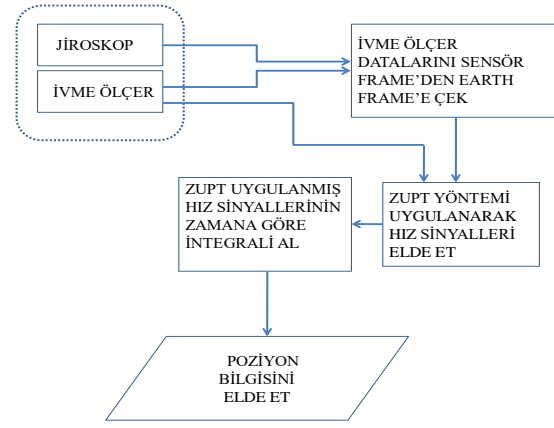 JİROSKOP
İVME ÖLÇER
İVME ÖLÇER
DATALARINI SENSÖR
FRAME'DEN EARTH
FRAME'E ÇEK
ZUPT UYGULANMIŞ
HIZ SİNYALLERİNİN
ZAMANA GÖRE
İNTEGRALİ AL
ZUPT YÖNTEMİ
UYGULANARAK
HIZ SİNYALLERİ
ELDE ET
POZİYON
BİLGİSİNİ
ELDE ET